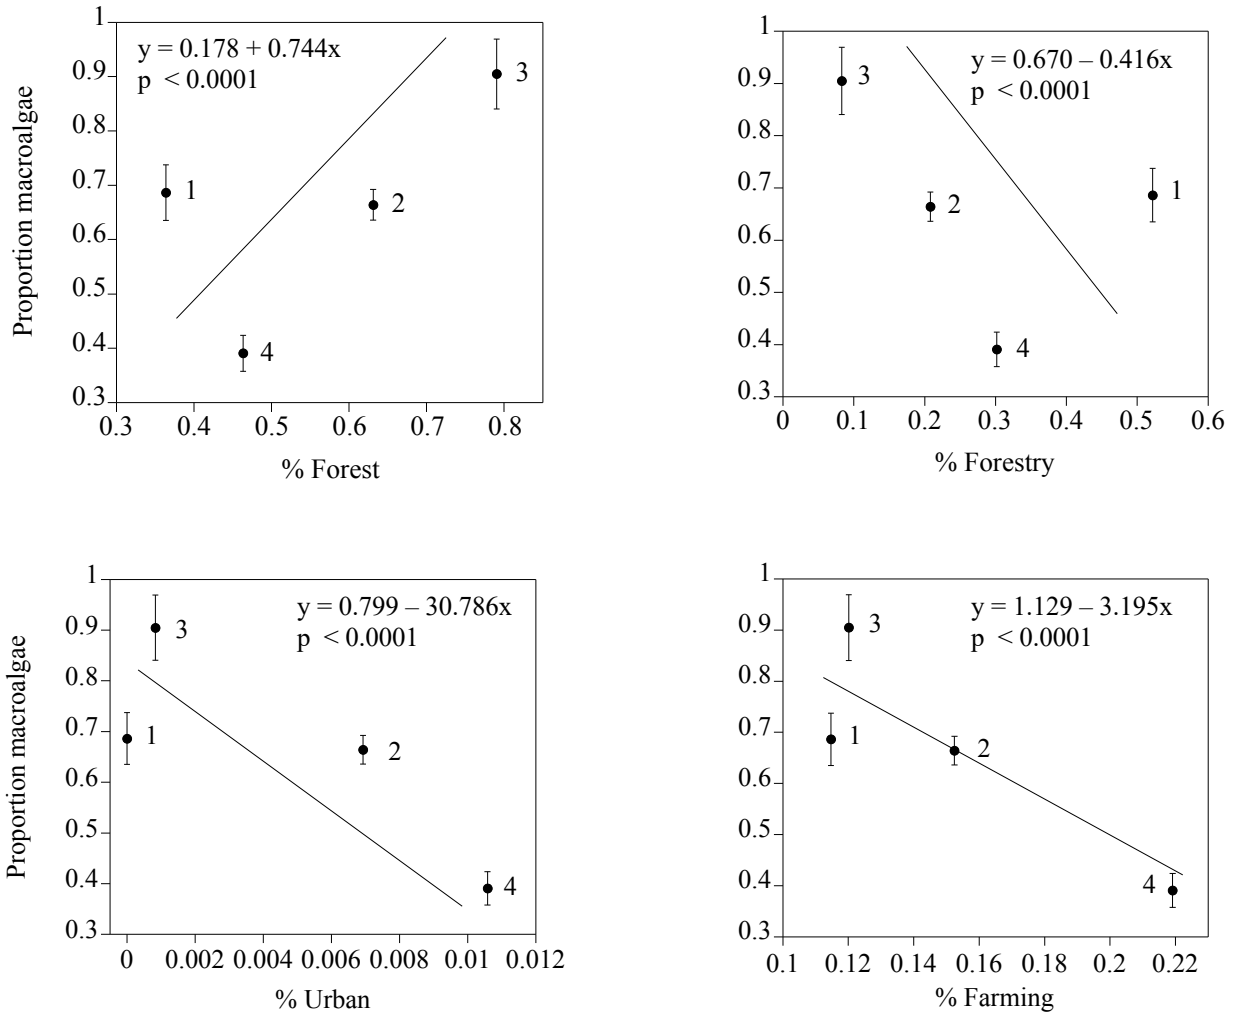 y = 0.178 + 0.744x
p < 0.0001
Proportion macroalgae
1
0.9
0.8
0.7
0.6
0.5
0.4
0.3
3
1
2
4
0.3 0.4 0.5 0.6 0.7 0.8
% Forest
y = 0.670 – 0.416x
p < 0.0001
1
0.9
0.8
0.7
0.6
0.5
0.4
0.3
3
2
1
4
0 0.1 0.2 0.3 0.4 0.5 0.6
% Forestry
y = 0.799 – 30.786x
p < 0.0001
Proportion macroalgae
1
0.9
0.8
0.7
0.6
0.5
0.4
0.3
3
1
2
4
0 0.002 0.004 0.006 0.008 0.01 0.012
% Urban
y = 1.129 – 3.195x
p < 0.0001
1
0.9
0.8
0.7
0.6
0.5
0.4
0.3
3
1
2
4
0.1 0.12 0.14 0.16 0.18 0.2 0.22
% Farming